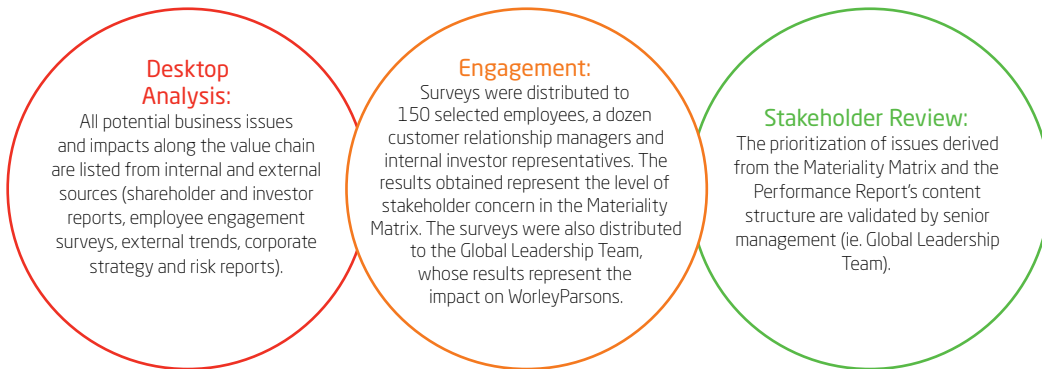 Desktop
Analysis:
All potential business issues
and impacts along the value chain
are listed from internal and external
sources (shareholder and investor
reports, employee engagement
surveys, external trends, corporate
strategy and risk reports).
Engagement:
Surveys were distributed to
150 selected employees, a dozen
customer relationship managers and
internal investor representatives. The
results obtained represent the level of
stakeholder concern in the Materiality
Matrix. The surveys were also distributed
to the Global Leadership Team,
whose results represent the
impact on WorleyParsons.
Stakeholder Review:
The prioritization of issues derived
from the Materiality Matrix and the
Performance Report's content
structure are validated by senior
management (ie. Global Leadership
Team).